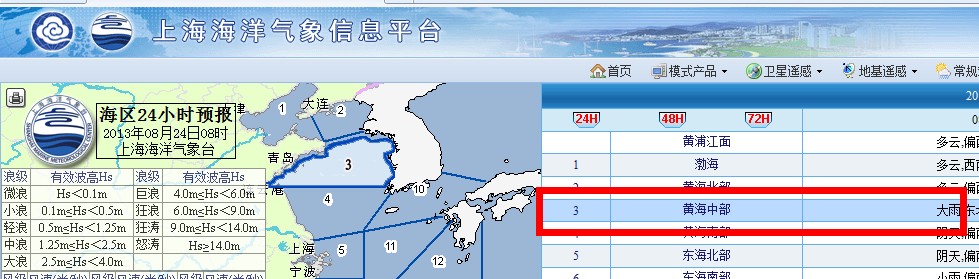 上海海洋气象信息平台
首页 模式产品 卫星遥感 地基遥感 常规
海区24小时预报
2013年08月24日08时
上海海洋气象台
大连
青岛
上海
宁波
1
2
3
4
10
5
11
12
浪级 有效波高Hs 浪级 有效波高Hs
微浪 Hs<0.1m 巨浪 4.0m≤Hs<6.0m
小浪 0.1m≤Hs<0.5m 狂浪 6.0m≤Hs<9.0m
轻浪 0.5m≤Hs<1.25m 狂涛 9.0m≤Hs<14.0m
中浪 1.25m≤Hs<2.5m 怒涛 Hs≥14.0m
大浪 2.5m≤Hs<4.0m
20
24H 48H 72H 0
黄浦江面 多云,偏
1 渤海 多云,西
2 黄海北部 多云,偏
3 黄海中部 大雨,东
4 黄海南部 阴天,偏南
5 东海北部 阴天,偏
6 东海南部 小雨,偏南